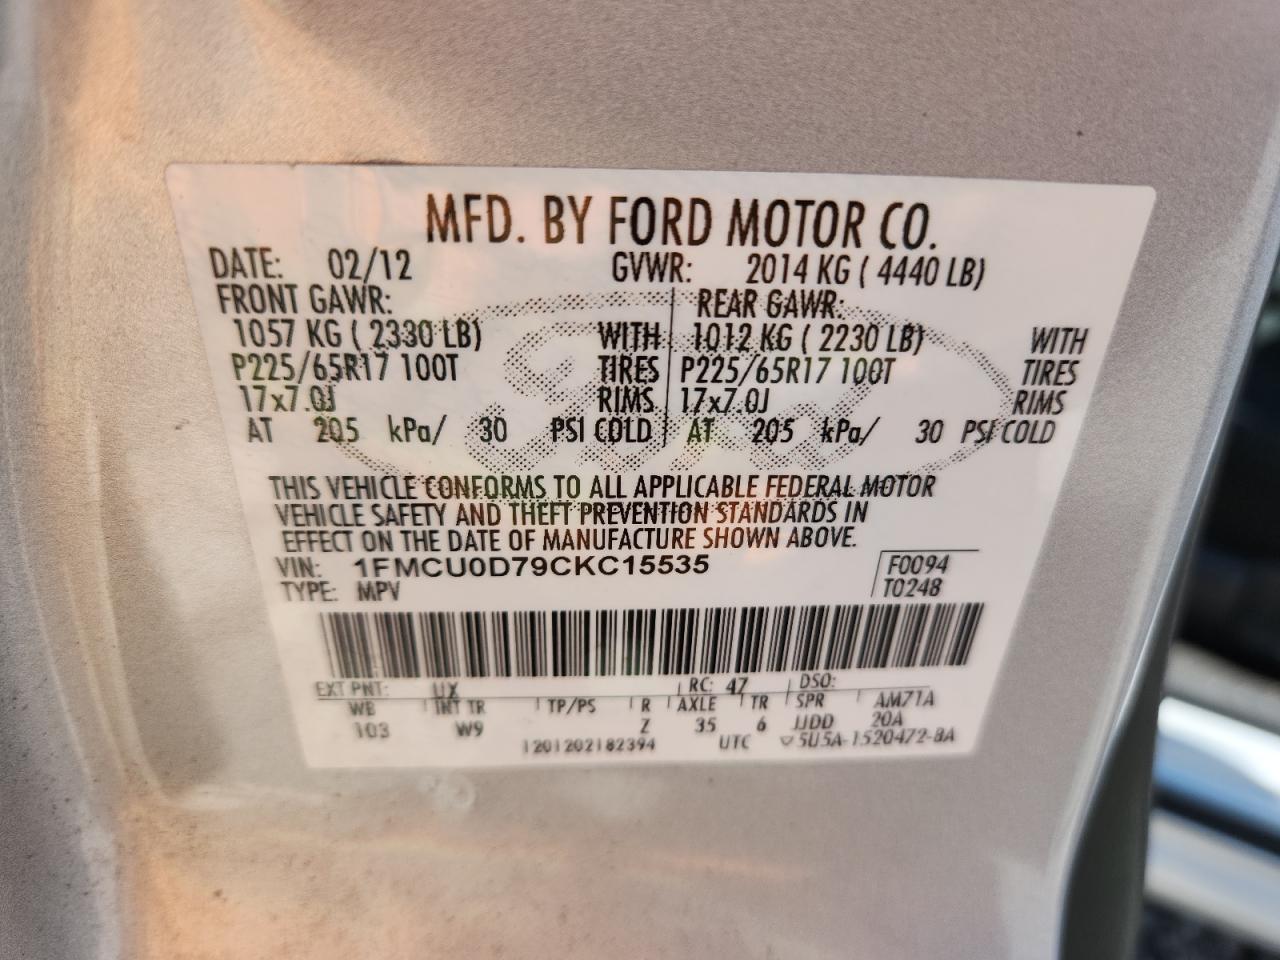 MFD. BY FORD MOTOR CO.
DATE: 02/12 GVWR: 2014 KG ( 4440 LB)
FRONT GAWR: REAR GAWR:
1057 KG ( 2330 LB) WITH 1012 KG ( 2230 LB) WITH
P225/65R17 100T TIRES P225/65R17 100T TIRES
17x7.0J RIMS 17x7.0J RIMS
AT 205 kPa/ 30 PSI COLD AT 205 kPa/ 30 PSI COLD
Ford
THIS VEHICLE CONFORMS TO ALL APPLICABLE FEDERAL MOTOR
VEHICLE SAFETY AND THEFT PREVENTION STANDARDS IN
EFFECT ON THE DATE OF MANUFACTURE SHOWN ABOVE.
VIN: 1FMCU0D79CKC15535 F0094
TYPE: MPV T0248
EXT PNT: UX RC: 47 DSO:
WB INT TR TP/PS R AXLE TR SPR AM71A
103 W9 Z 35 6 JJDD 20A
1201202182394 UTC ▽5U5A-1520472-BA